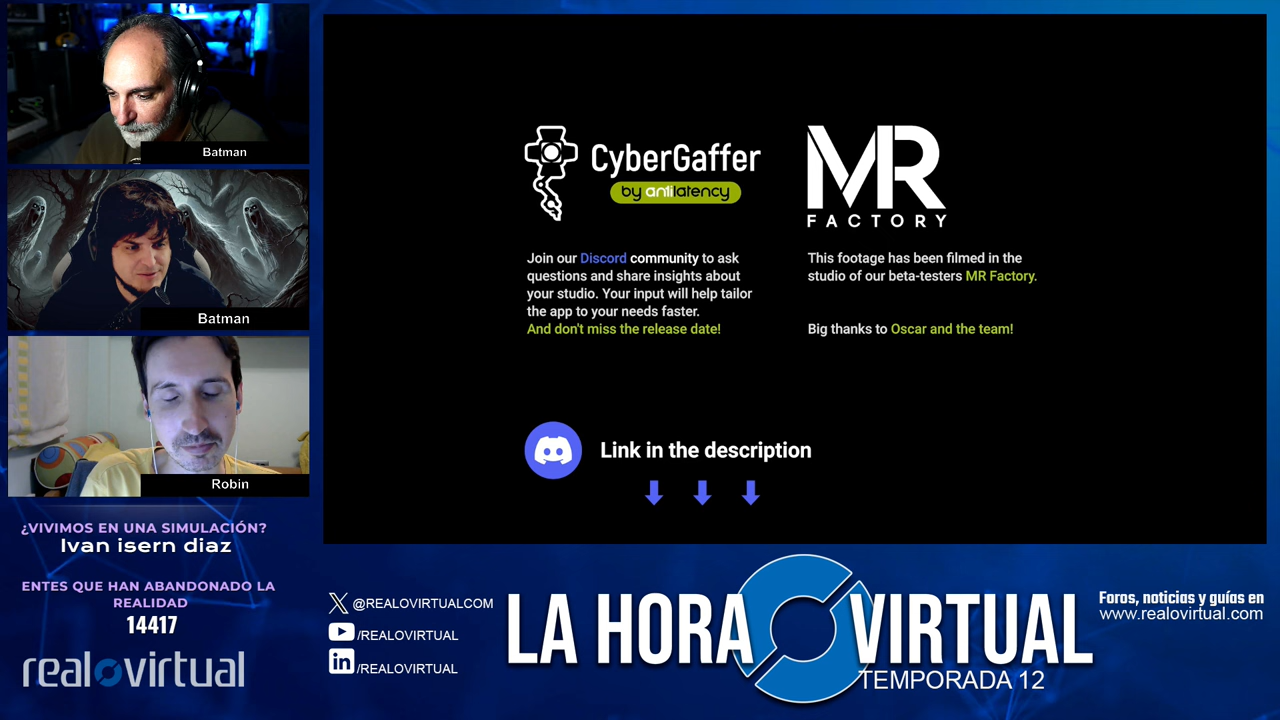 Batman
Batman
Robin
¿VIVIMOS EN UNA SIMULACIÓN?
Ivan isern diaz
ENTES QUE HAN ABANDONADO LA
REALIDAD
14417
realovirtual
CyberGaffer
by antilatency
Join our Discord community to ask
questions and share insights about
your studio. Your input will help tailor
the app to your needs faster.
And don't miss the release date!
MR
FACTORY
This footage has been filmed in the
studio of our beta-testers MR Factory.
Big thanks to Oscar and the team!
Link in the description
@REALOVIRTUALCOM
/REALOVIRTUAL
in /REALOVIRTUAL
LA HORA VIRTUAL
TEMPORADA 12
Foros, noticias y guías en
www.realovirtual.com